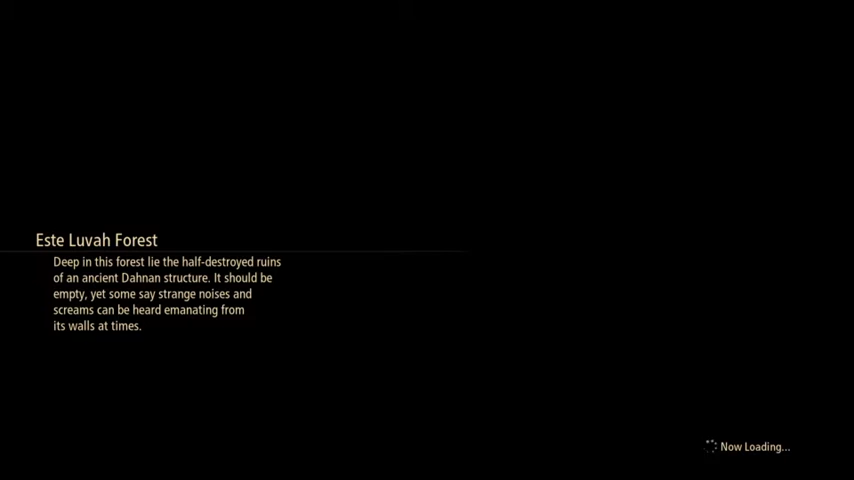 Este Luvah Forest
Deep in this forest lie the half-destroyed ruins
of an ancient Dahnan structure. It should be
empty, yet some say strange noises and
screams can be heard emanating from
its walls at times.
Now Loading...